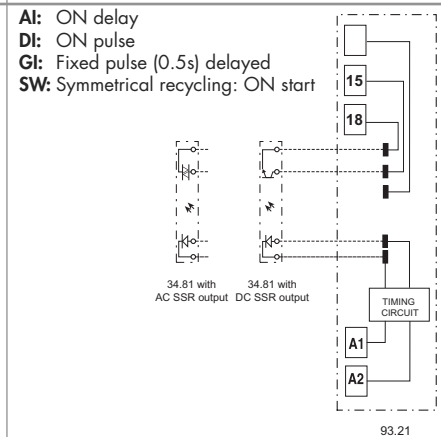 AI: ON delay
DI: ON pulse
GI: Fixed pulse (0.5s) delayed
SW: Symmetrical recycling: ON start
15
18
34.81 with
AC SSR output
34.81 with
DC SSR output
TIMING
CIRCUIT
A1
A2
93.21